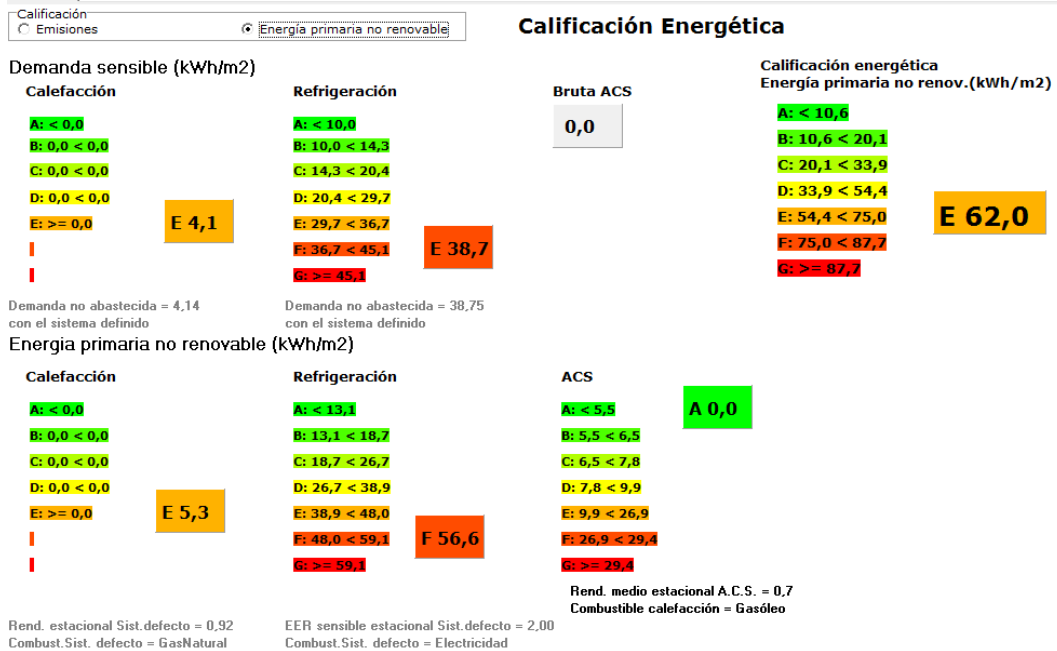 Calificación
Emisiones
Energía primaria no renovable
Calificación Energética
Demanda sensible (kWh/m2)
Calefacción
A: < 0,0
B: 0,0 < 0,0
C: 0,0 < 0,0
D: 0,0 < 0,0
E: >= 0,0
E 4,1
Demanda no abastecida = 4,14
con el sistema definido
Refrigeración
A: < 10,0
B: 10,0 < 14,3
C: 14,3 < 20,4
D: 20,4 < 29,7
E: 29,7 < 36,7
F: 36,7 < 45,1
G: >= 45,1
E 38,7
Demanda no abastecida = 38,75
con el sistema definido
Bruta ACS
0,0
Calificación energética
Energía primaria no renov.(kWh/m2)
A: < 10,6
B: 10,6 < 20,1
C: 20,1 < 33,9
D: 33,9 < 54,4
E: 54,4 < 75,0
F: 75,0 < 87,7
G: >= 87,7
E 62,0
Energia primaria no renovable (kWh/m2)
Calefacción
A: < 0,0
B: 0,0 < 0,0
C: 0,0 < 0,0
D: 0,0 < 0,0
E: >= 0,0
E 5,3
Rend. estacional Sist.defecto = 0,92
Combust.Sist. defecto = GasNatural
Refrigeración
A: < 13,1
B: 13,1 < 18,7
C: 18,7 < 26,7
D: 26,7 < 38,9
E: 38,9 < 48,0
F: 48,0 < 59,1
G: >= 59,1
F 56,6
EER sensible estacional Sist.defecto = 2,00
Combust.Sist. defecto = Electricidad
ACS
A: < 5,5
B: 5,5 < 6,5
C: 6,5 < 7,8
D: 7,8 < 9,9
E: 9,9 < 26,9
F: 26,9 < 29,4
G: >= 29,4
A 0,0
Rend. medio estacional A.C.S. = 0,7
Combustible calefacción = Gasóleo